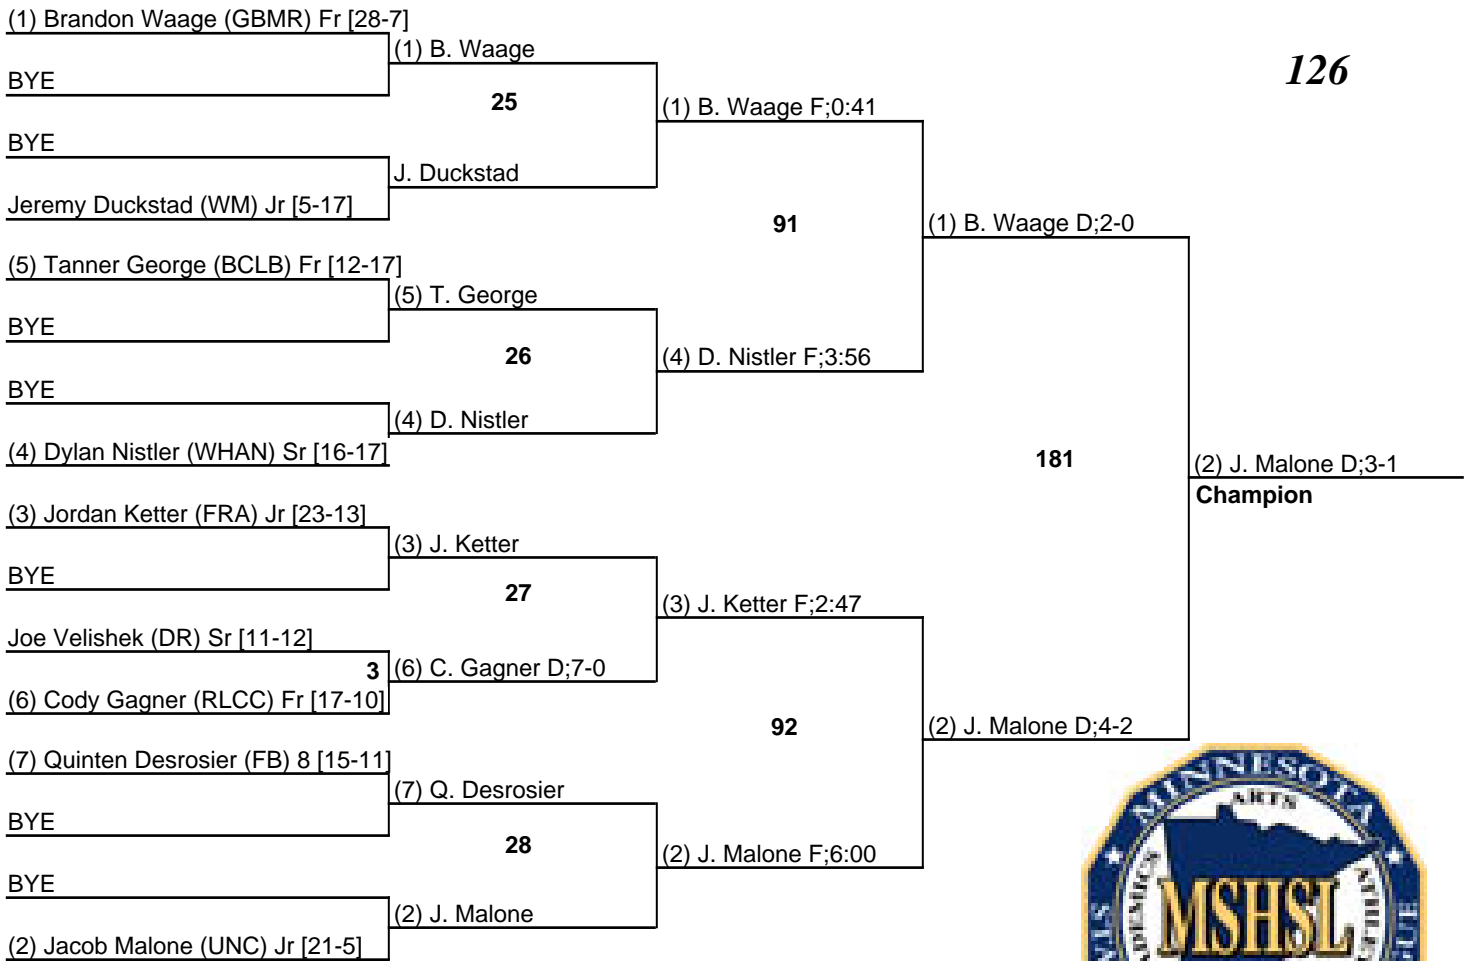 (1) Brandon Waage (GBMR) Fr [28-7]
BYE
BYE
Jeremy Duckstad (WM) Jr [5-17]
(5) Tanner George (BCLB) Fr [12-17]
BYE
BYE
(4) Dylan Nistler (WHAN) Sr [16-17]
(3) Jordan Ketter (FRA) Jr [23-13]
BYE
Joe Velishek (DR) Sr [11-12]
(6) Cody Gagner (RLCC) Fr [17-10]
(7) Quinten Desrosier (FB) 8 [15-11]
BYE
BYE
(2) Jacob Malone (UNC) Jr [21-5]
3
(1) B. Waage
25
J. Duckstad
(5) T. George
26
(4) D. Nistler
(3) J. Ketter
27
(6) C. Gagner D;7-0
(7) Q. Desrosier
28
(2) J. Malone
(1) B. Waage F;0:41
91
(4) D. Nistler F;3:56
(3) J. Ketter F;2:47
92
(2) J. Malone F;6:00
(1) B. Waage D;2-0
181
(2) J. Malone D;4-2
(2) J. Malone D;3-1
Champion
126
MINNESOTA
ARTS
MSHSL